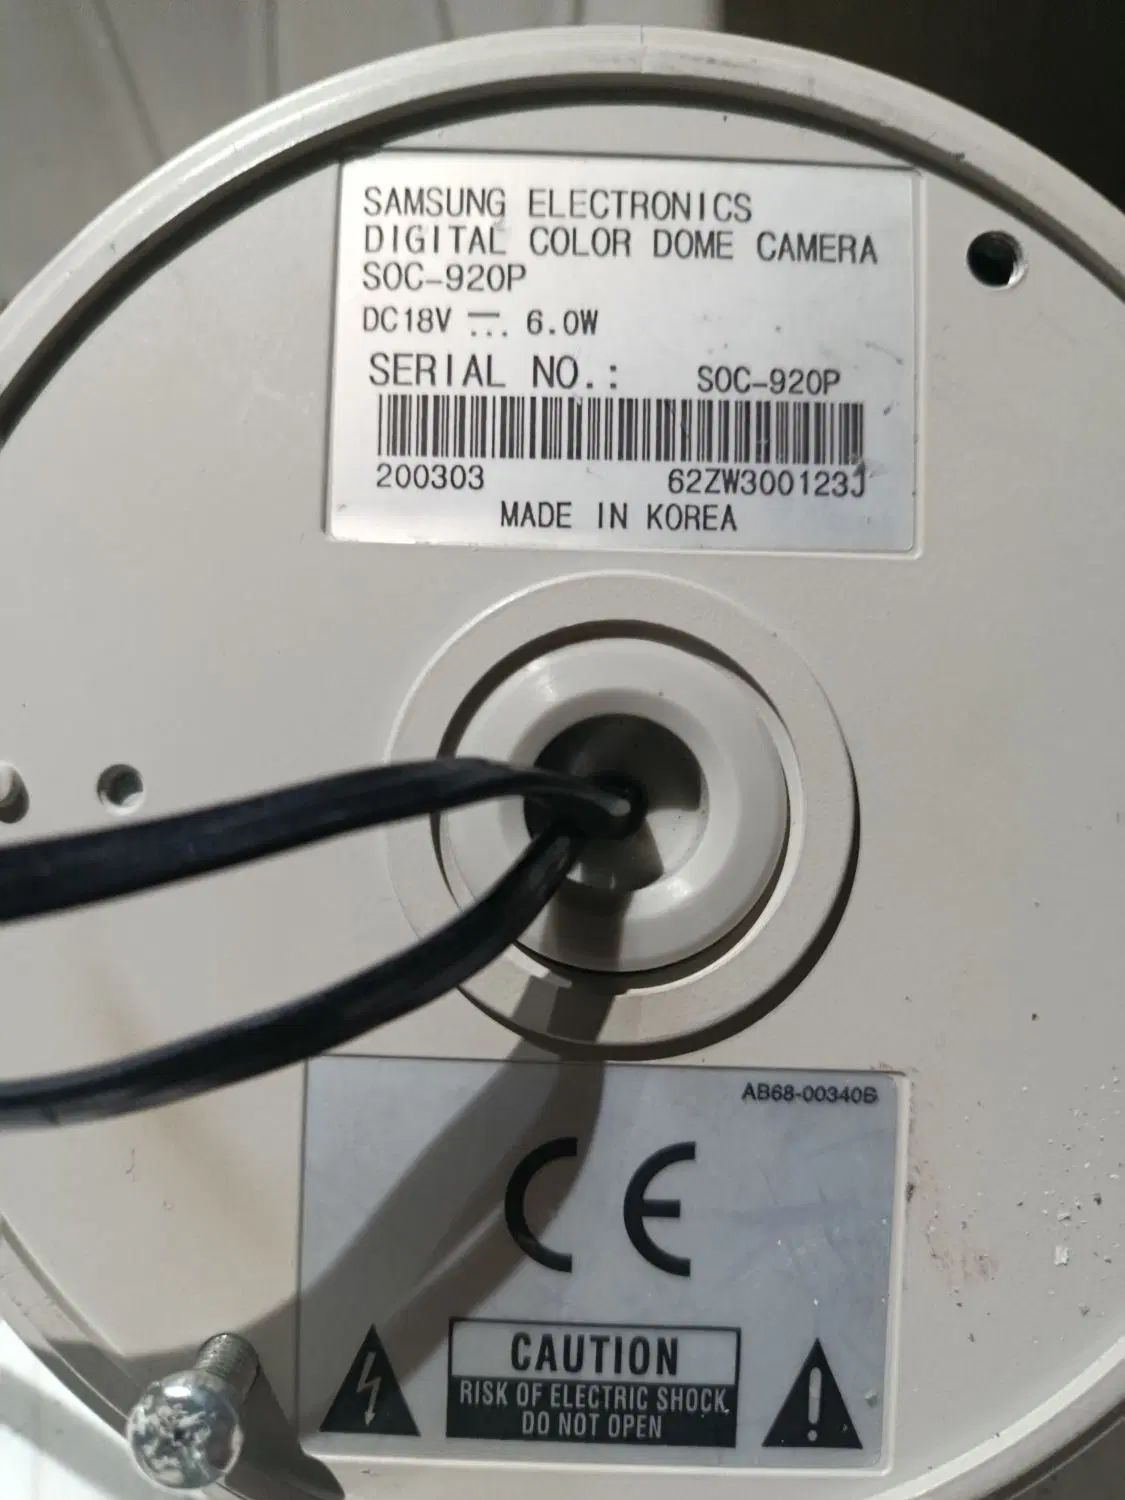 SAMSUNG ELECTRONICS
DIGITAL COLOR DOME CAMERA
SOC-920P
DC18V ⎓ 6.0W
SERIAL NO.: SOC-920P
200303 62ZW300123J
MADE IN KOREA
AB68-00340B
CE
CAUTION
RISK OF ELECTRIC SHOCK
DO NOT OPEN